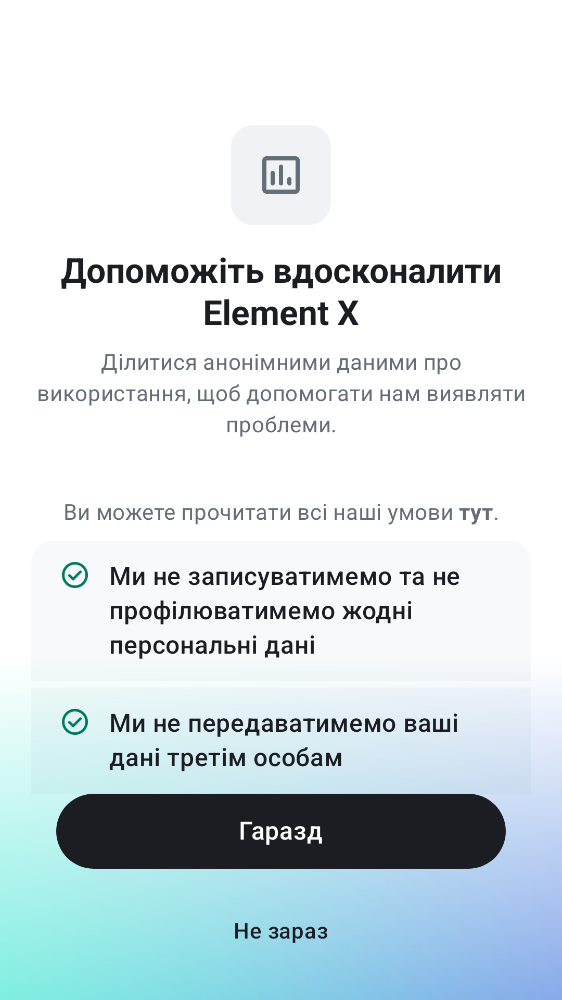 Допоможіть вдосконалити
Element X
Ділитися анонімними даними про
використання, щоб допомогати нам виявляти
проблеми.
Ви можете прочитати всі наші умови тут.
Ми не записуватимемо та не
профілюватимемо жодні
персональні дані
Ми не передаватимемо ваші
дані третім особам
Гаразд
Не зараз